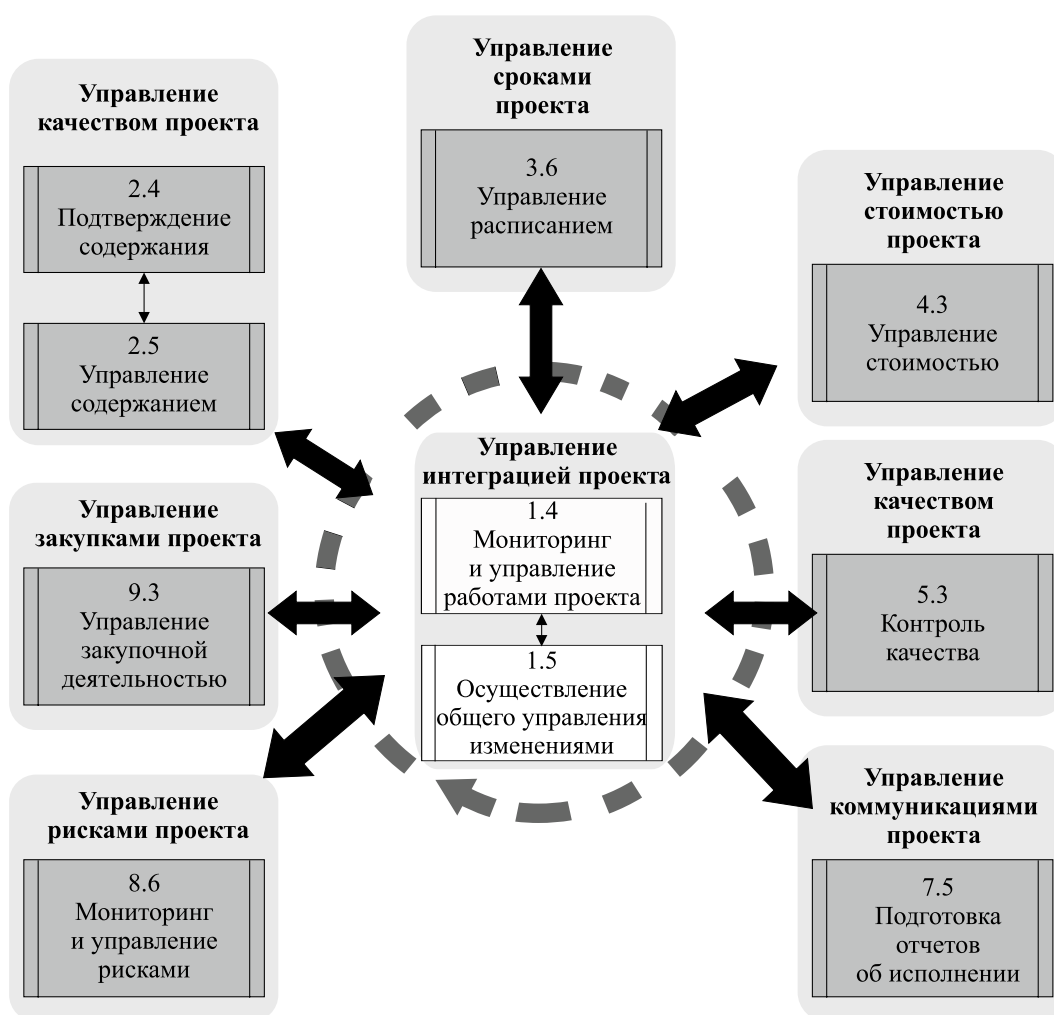 Управление
качеством проекта
2.4
Подтверждение
содержания
2.5
Управление
содержанием
Управление
сроками
проекта
3.6
Управление
расписанием
Управление
стоимостью
проекта
4.3
Управление
стоимостью
Управление
закупками проекта
9.3
Управление
закупочной
деятельностью
Управление
интеграцией проекта
1.4
Мониторинг
и управление
работами проекта
1.5
Осуществление
общего управления
изменениями
Управление
качеством
проекта
5.3
Контроль
качества
Управление
рисками проекта
8.6
Мониторинг
и управление
рисками
Управление
коммуникациями
проекта
7.5
Подготовка
отчетов
об исполнении